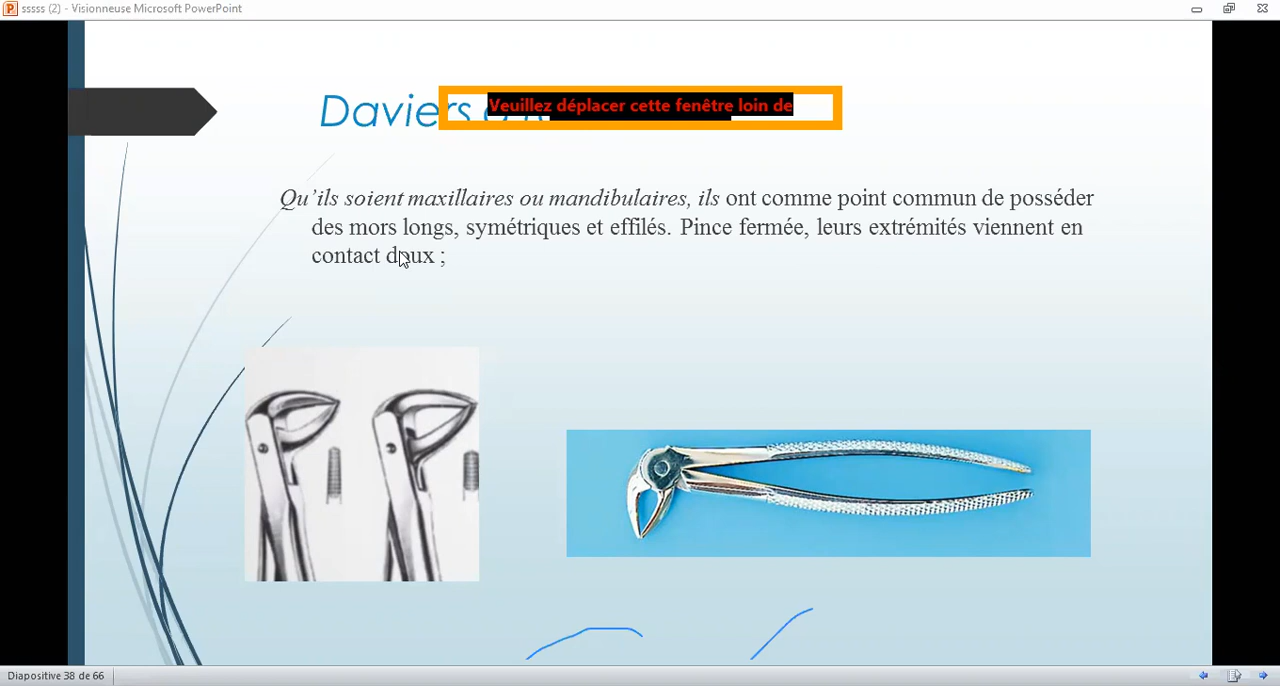 sssss (2) - Visionneuse Microsoft PowerPoint
Daviers
Veuillez déplacer cette fenêtre loin de
Qu'ils soient maxillaires ou mandibulaires, ils ont comme point commun de posséder
des mors longs, symétriques et effilés. Pince fermée, leurs extrémités viennent en
contact doux ;
Diapositive 38 de 66